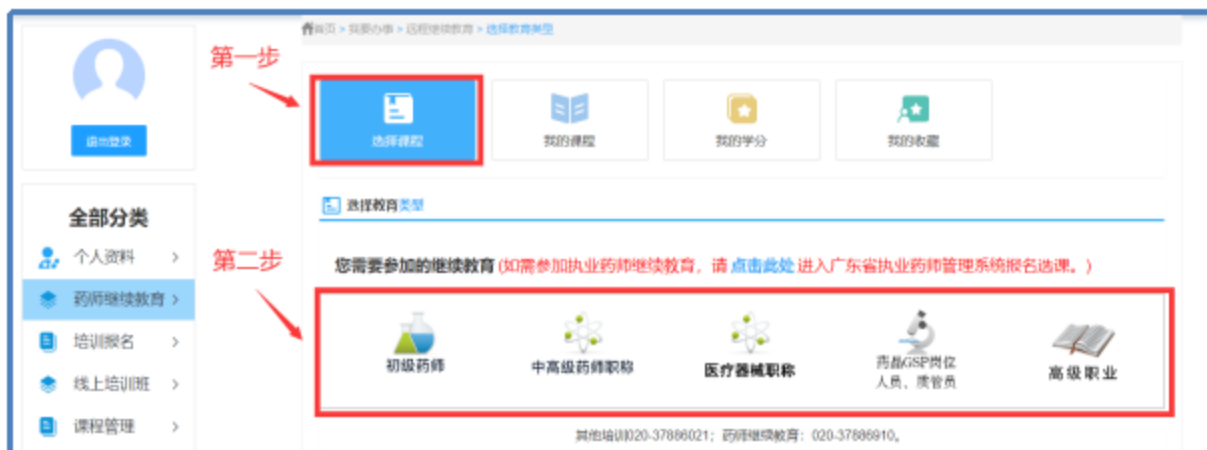 首页 > 我要办事 > 远程继续教育 > 选择教育类型
第一步
退出登录
选择课程
我的课程
我的学分
我的收藏
全部分类
个人资料 >
药师继续教育 >
培训报名 >
线上培训班 >
课程管理 >
选择教育类型
第二步
您需要参加的继续教育 (如需参加执业药师继续教育，请 点击此处 进入广东省执业药师管理系统报名选课。)
初级药师
中高级药师职称
医疗器械职称
药品GSP岗位
人员、质管员
高级职业
其他培训020-37886021；药师继续教育：020-37886910。